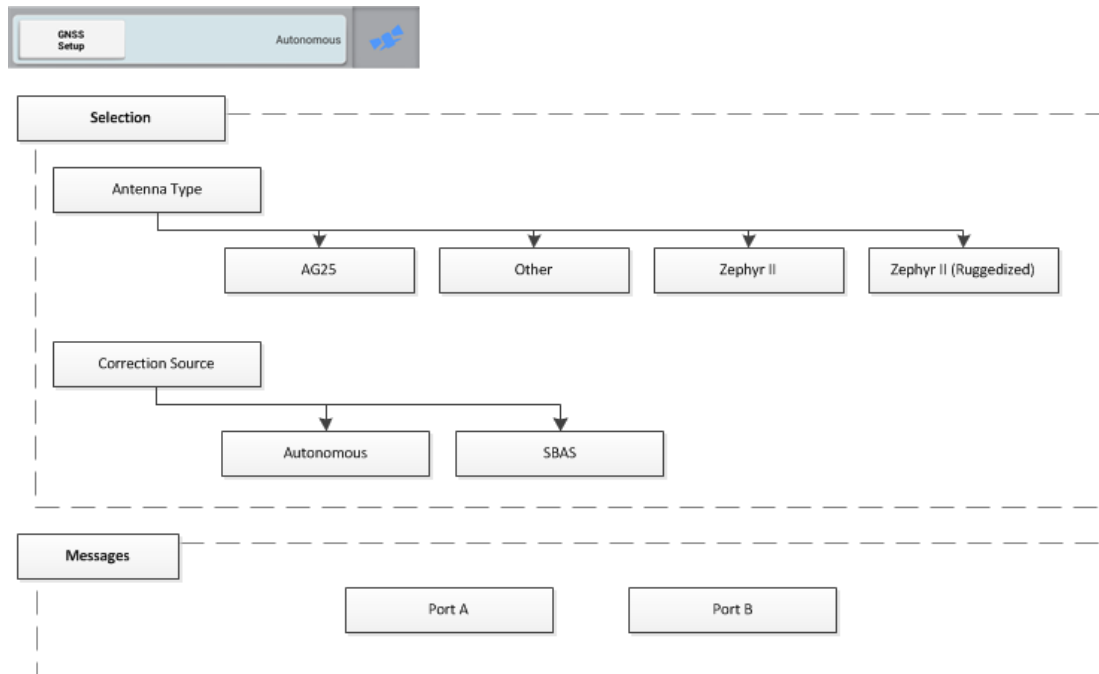 GNSS
Setup
Autonomous
Selection
Antenna Type
AG25
Other
Zephyr II
Zephyr II (Ruggedized)
Correction Source
Autonomous
SBAS
Messages
Port A
Port B